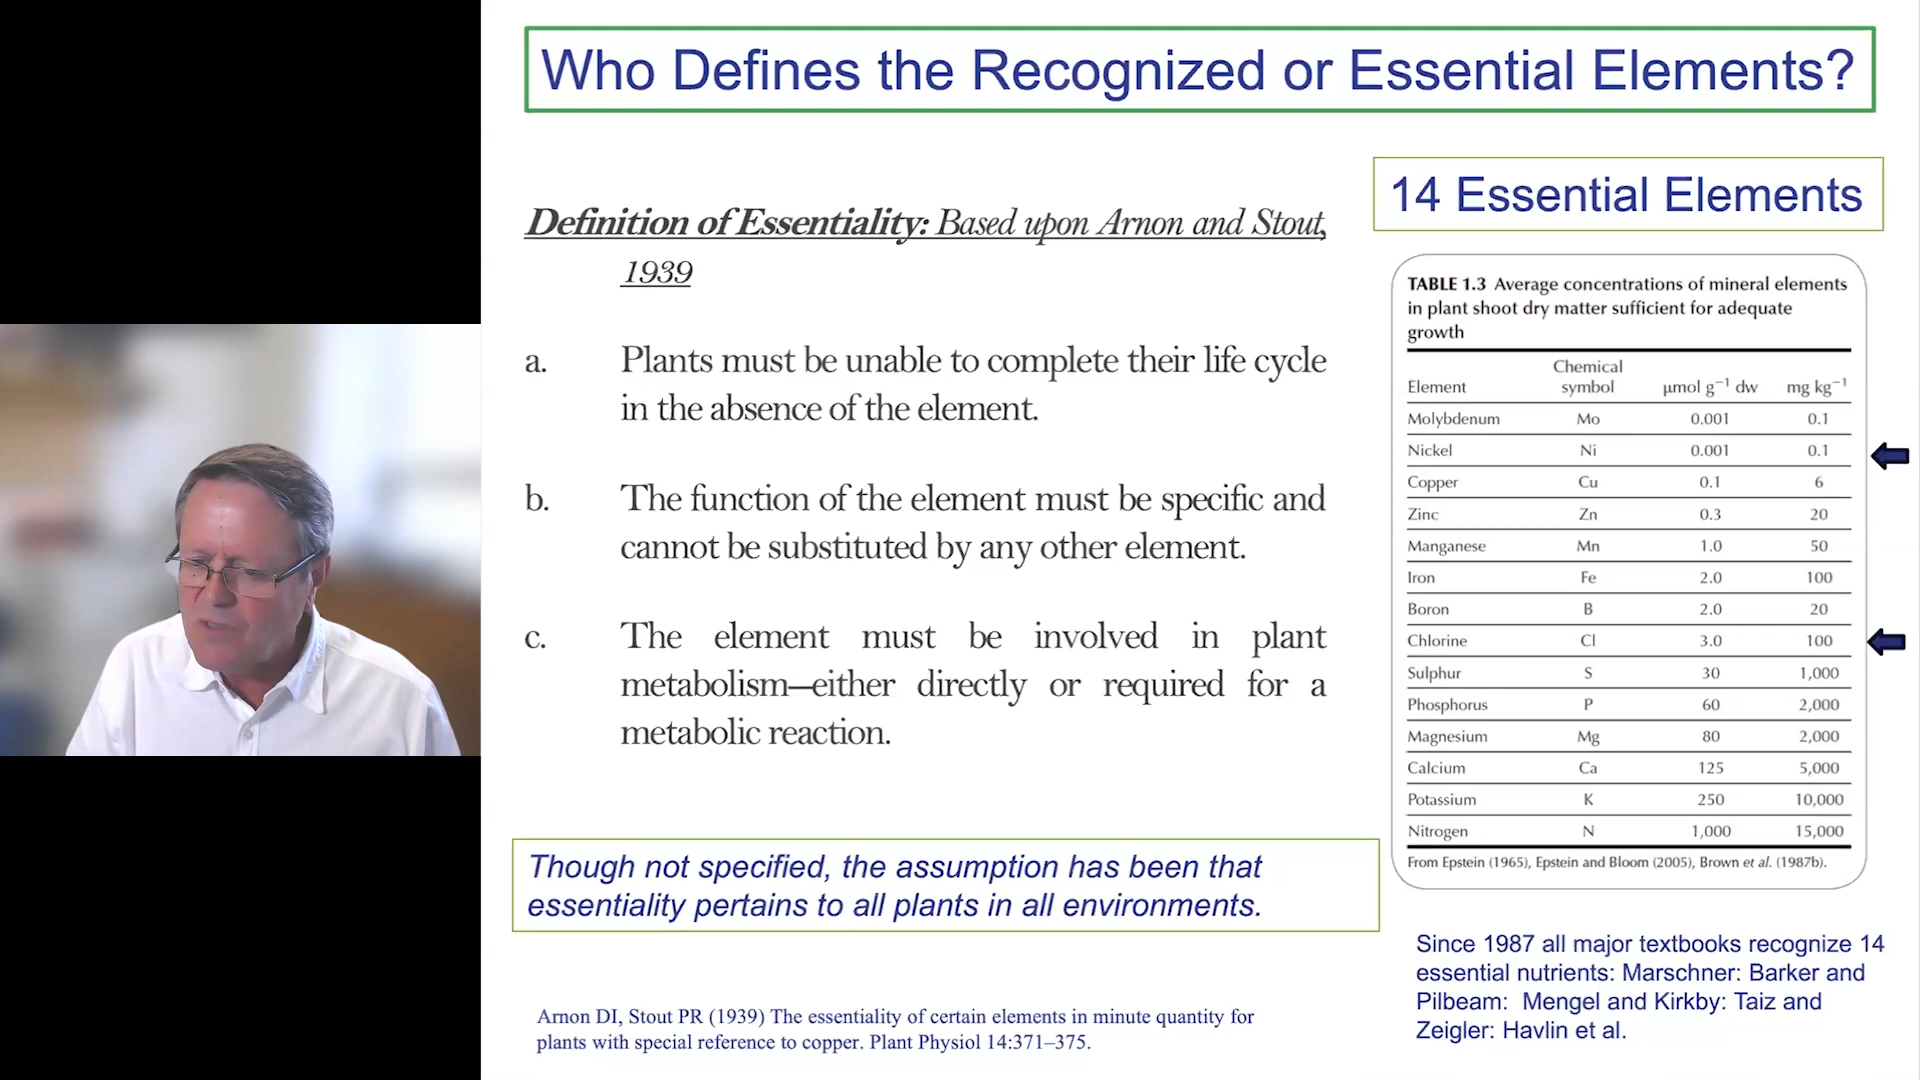 Who Defines the Recognized or Essential Elements?
Definition of Essentiality: Based upon Arnon and Stout,
1939
a. Plants must be unable to complete their life cycle
in the absence of the element.
b. The function of the element must be specific and
cannot be substituted by any other element.
c. The element must be involved in plant
metabolism—either directly or required for a
metabolic reaction.
Though not specified, the assumption has been that
essentiality pertains to all plants in all environments.
Arnon DI, Stout PR (1939) The essentiality of certain elements in minute quantity for
plants with special reference to copper. Plant Physiol 14:371–375.
14 Essential Elements
TABLE 1.3 Average concentrations of mineral elements
in plant shoot dry matter sufficient for adequate
growth
Element Chemical symbol μmol g⁻¹ dw mg kg⁻¹
Molybdenum Mo 0.001 0.1
Nickel Ni 0.001 0.1
Copper Cu 0.1 6
Zinc Zn 0.3 20
Manganese Mn 1.0 50
Iron Fe 2.0 100
Boron B 2.0 20
Chlorine Cl 3.0 100
Sulphur S 30 1,000
Phosphorus P 60 2,000
Magnesium Mg 80 2,000
Calcium Ca 125 5,000
Potassium K 250 10,000
Nitrogen N 1,000 15,000
From Epstein (1965), Epstein and Bloom (2005), Brown et al. (1987b).
Since 1987 all major textbooks recognize 14
essential nutrients: Marschner: Barker and
Pilbeam: Mengel and Kirkby: Taiz and
Zeigler: Havlin et al.